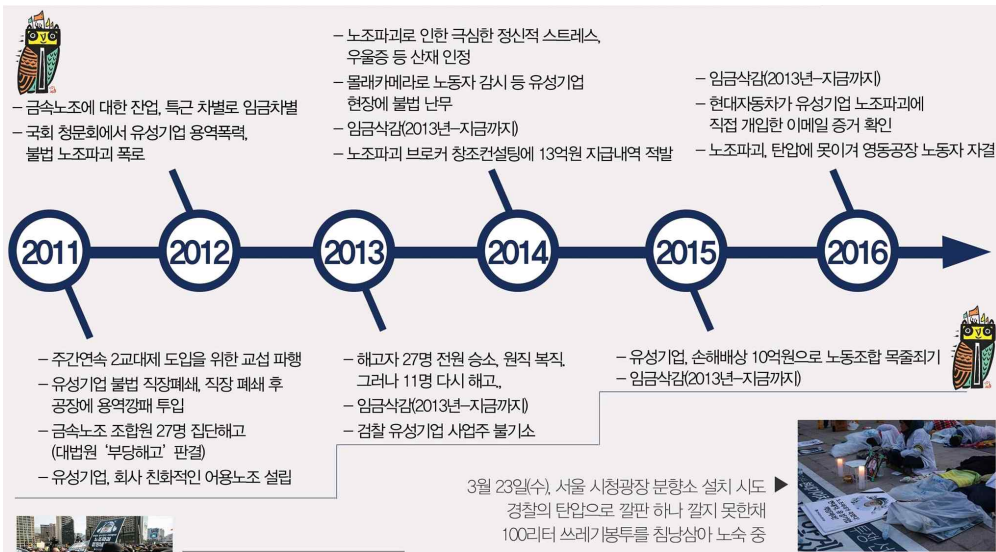 – 금속노조에 대한 잔업, 특근 차별로 임금차별
– 국회 청문회에서 유성기업 용역폭력,
불법 노조파괴 폭로
– 노조파괴로 인한 극심한 정신적 스트레스,
우울증 등 산재 인정
– 몰래카메라로 노동자 감시 등 유성기업
현장에 불법 난무
– 임금삭감(2013년–지금까지)
– 노조파괴 브로커 창조컨설팅에 13억원 지급내역 적발
– 임금삭감(2013년–지금까지)
– 현대자동차가 유성기업 노조파괴에
직접 개입한 이메일 증거 확인
– 노조파괴, 탄압에 못이겨 영동공장 노동자 자결
2011
2012
2013
2014
2015
2016
– 주간연속 2교대제 도입을 위한 교섭 파행
– 유성기업 불법 직장폐쇄, 직장 폐쇄 후
공장에 용역깡패 투입
– 금속노조 조합원 27명 집단해고
(대법원 ‘부당해고’ 판결)
– 유성기업, 회사 친화적인 어용노조 설립
– 해고자 27명 전원 승소, 원직 복직.
그러나 11명 다시 해고.,
– 임금삭감(2013년–지금까지)
– 검찰 유성기업 사업주 불기소
– 유성기업, 손해배상 10억원으로 노동조합 목줄죄기
– 임금삭감(2013년–지금까지)
3월 23일(수), 서울 시청광장 분향소 설치 시도 ▶
경찰의 탄압으로 깔판 하나 깔지 못한채
100리터 쓰레기봉투를 침낭삼아 노숙 중